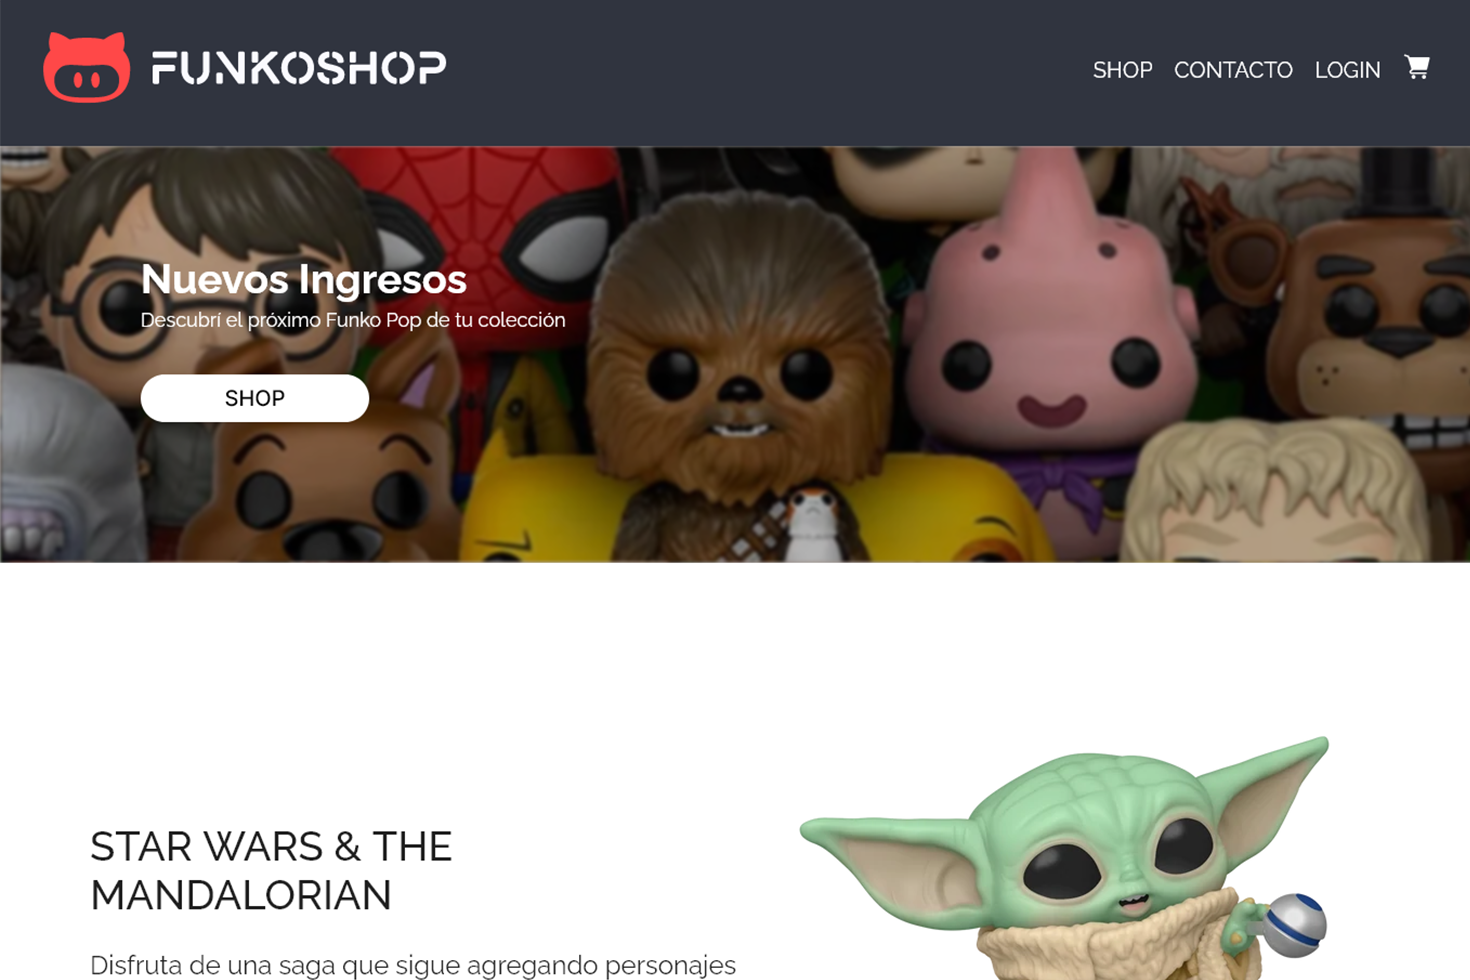 FUNKOSHOP
SHOP CONTACTO LOGIN
Nuevos Ingresos
Descubrí el próximo Funko Pop de tu colección
SHOP
STAR WARS & THE
MANDALORIAN
Disfruta de una saga que sigue agregando personajes